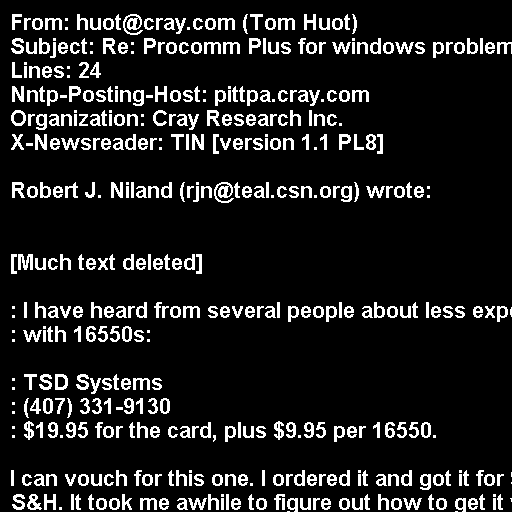 From: huot@cray.com (Tom Huot)
Subject: Re: Procomm Plus for windows problem
Lines: 24
Nntp-Posting-Host: pittpa.cray.com
Organization: Cray Research Inc.
X-Newsreader: TIN [version 1.1 PL8]
Robert J. Niland (rjn@teal.csn.org) wrote:
[Much text deleted]
: I have heard from several people about less
: with 16550s:
: TSD Systems
: (407) 331-9130
: $19.95 for the card, plus $9.95 per 16550.
I can vouch for this one. I ordered it and got it for
S&H. It took me awhile to figure out how to get it